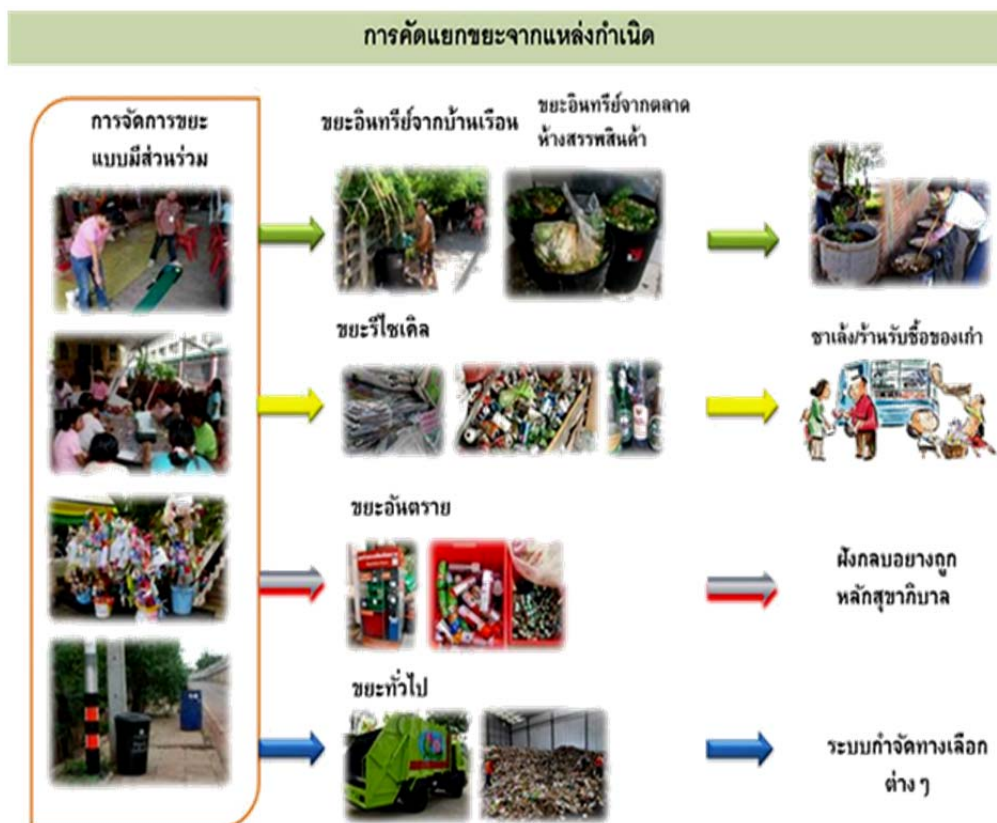 การคัดแยกขยะจากแหล่งกำเนิด
การจัดการขยะ
แบบมีส่วนร่วม
ขยะอินทรีย์จากบ้านเรือน
ขยะอินทรีย์จากตลาด
ห้างสรรพสินค้า
ขยะรีไซเคิล
ซาเล้ง/ร้านรับซื้อของเก่า
ขยะอันตราย
ฝังกลบอย่างถูก
หลักสุขาภิบาล
ขยะทั่วไป
ระบบกำจัดทางเลือก
ต่าง ๆ